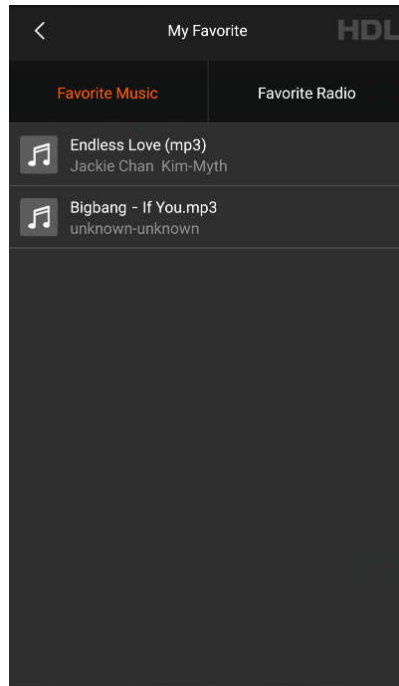 My Favorite
HDL
Favorite Music
Favorite Radio
Endless Love (mp3)
Jackie Chan Kim-Myth
Bigbang - If You.mp3
unknown-unknown